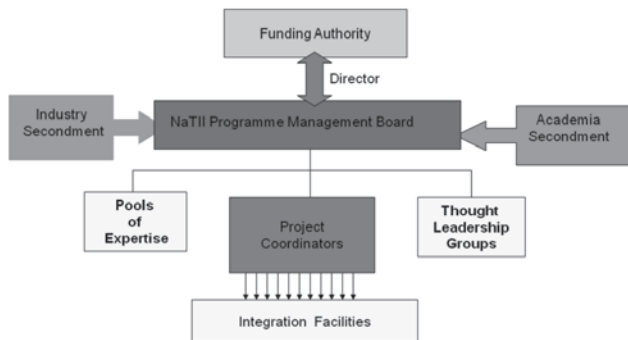 Funding Authority
Director
Industry
Secondment
NaTII Programme Management Board
Academia
Secondment
Pools
of
Expertise
Project
Coordinators
Thought
Leadership
Groups
Integration Facilities